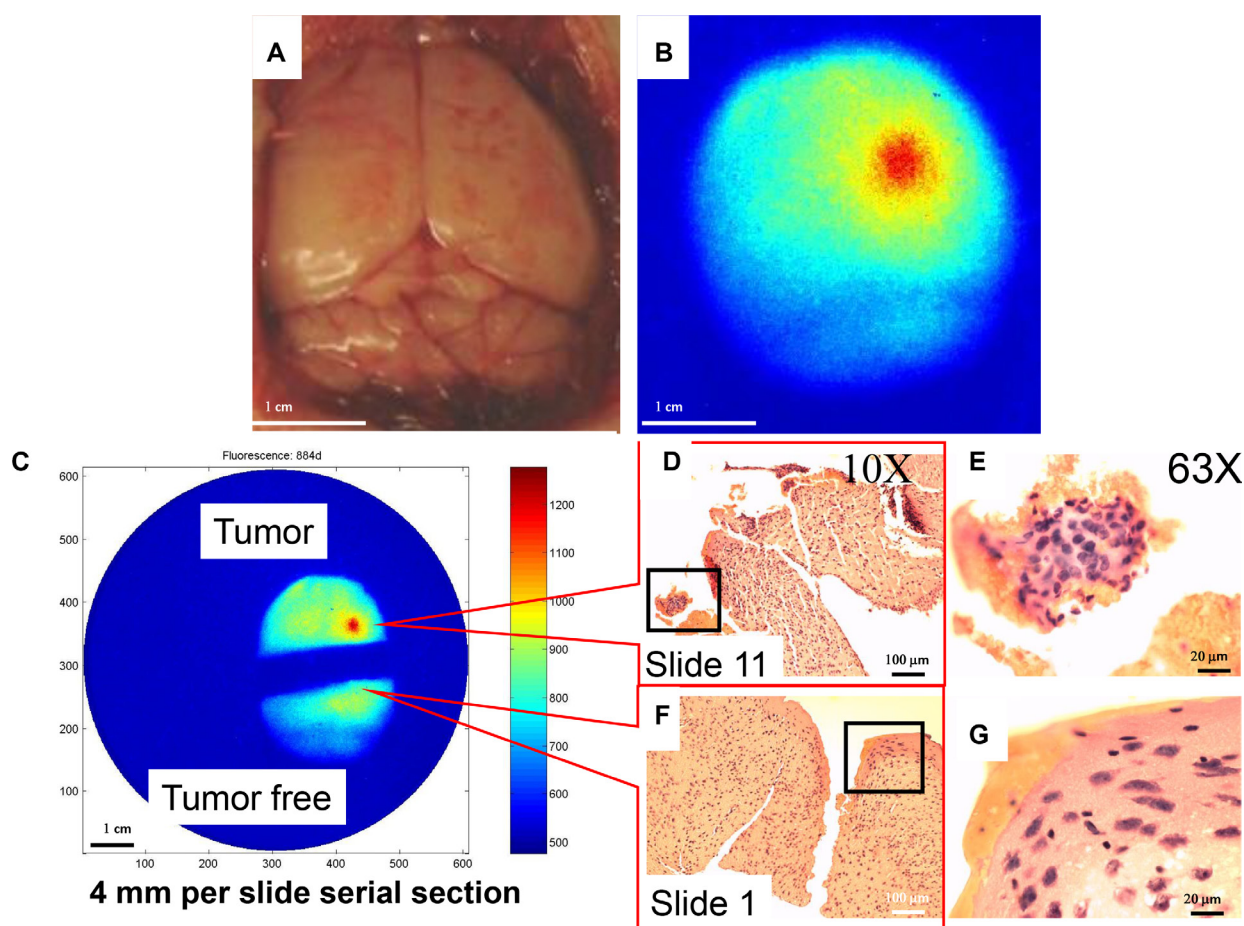 A
B
1 cm
1 cm
C
Fluorescence: 884d
600
500
400
300
200
100
100 200 300 400 500 600
Tumor
Tumor free
1 cm
1200
1100
1000
900
800
700
600
500
4 mm per slide serial section
D
10X
Slide 11
100 μm
E
63X
20 μm
F
Slide 1
100 μm
G
20 μm